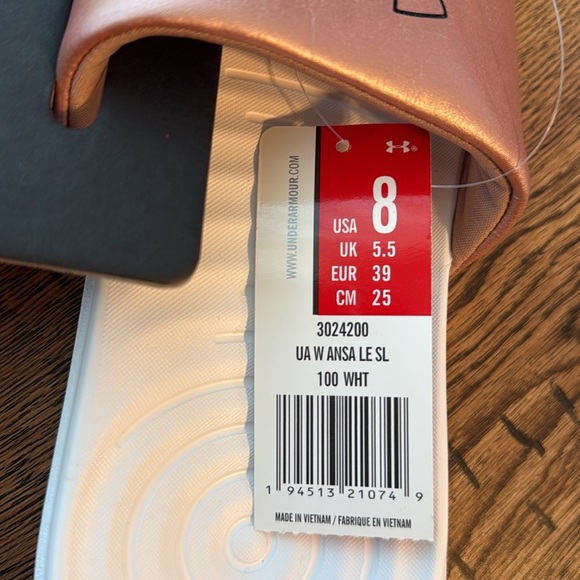 WWW.UNDERARMOUR.COM
USA 8
UK 5.5
EUR 39
CM 25
3024200
UA W ANSA LE SL
100 WHT
1 94513 21074 9
MADE IN VIETNAM / FABRIQUE EN VIETNAM